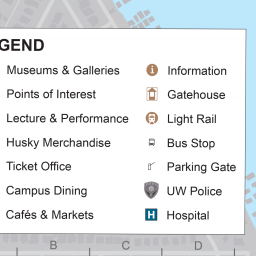 GEND
Museums & Galleries
Points of Interest
Lecture & Performance
Husky Merchandise
Ticket Office
Campus Dining
Cafés & Markets
Information
Gatehouse
Light Rail
Bus Stop
Parking Gate
UW Police
H Hospital
B C D